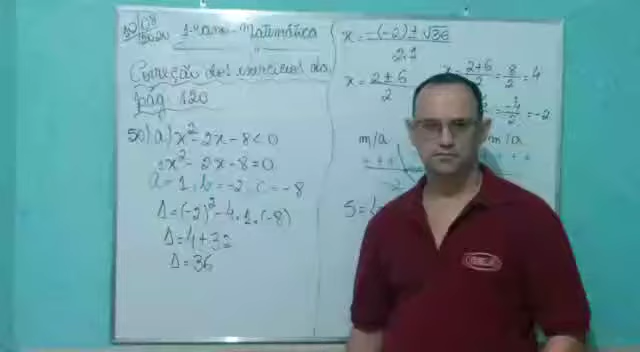 1º ano - Matemática
Correção dos exercícios da
pág. 120
50) a) x² - 2x - 8 < 0
x² - 2x - 8 = 0
a = 1, b = -2, c = -8
Δ = (-2)² - 4.1.(-8)
Δ = 4 + 32
Δ = 36
x = -(-2) ± √36
2.1
x = 2 ± 6
2
x = 2 + 6 = 8 = 4
2 2
= -4 = -2
2
m/a
m/a
+ +
-2
S = {